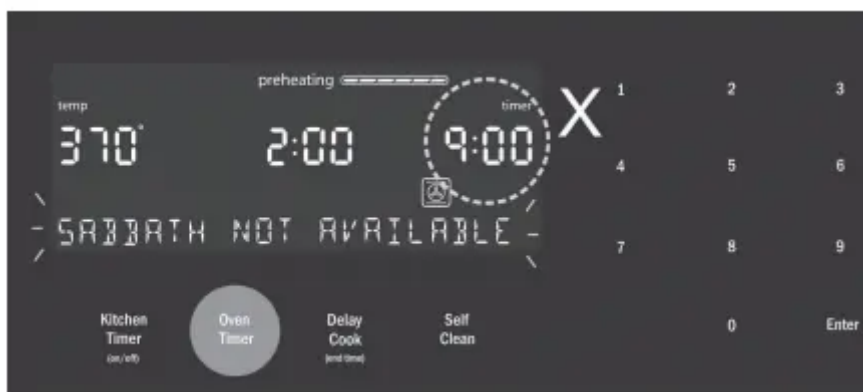 preheating
temp
timer
370°
2:00
9:00
X
SABBATH NOT AVAILABLE
Kitchen
Timer
(on/off)
Oven
Timer
Delay
Cook
(end time)
Self
Clean
1 2 3
4 5 6
7 8 9
0 Enter